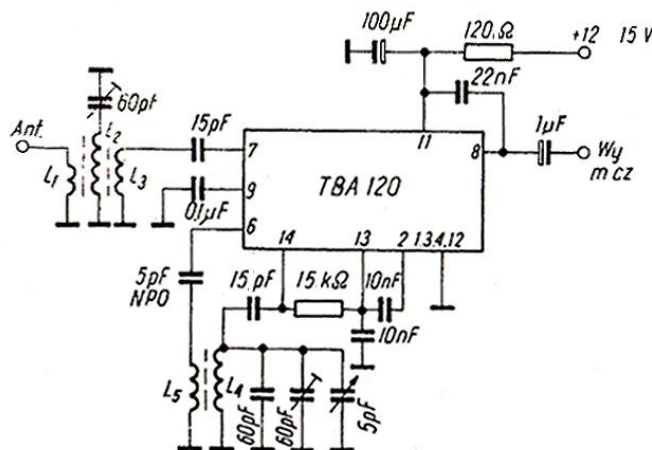 100µF
120.Ω
+12 15 V
22nF
60pf
Ant.
L1
L2
L3
15pF
7
11
8
1µF
Wy
m cz
9
0,1µF
TBA 120
6
14
13
2
1.3.4.12
5pF
NPO
15.pF
15.kΩ
10nF
10nF
L5
L4
60pF
60pF
5pF